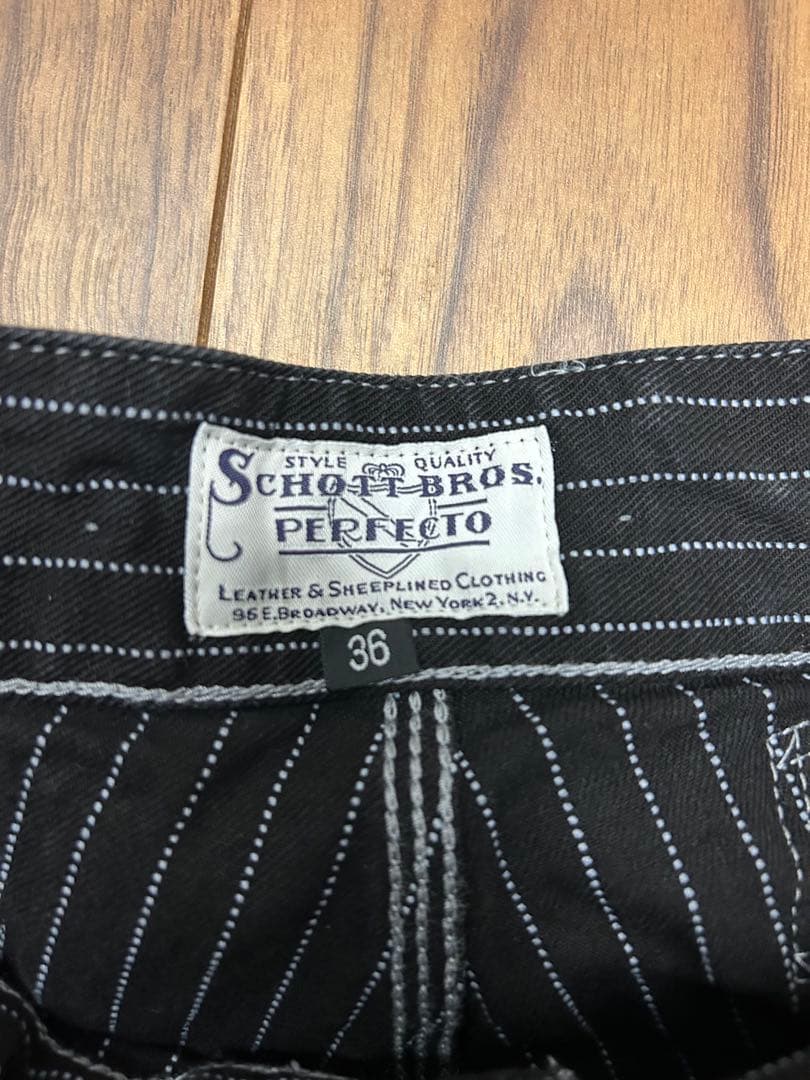 STYLE QUALITY
SCHOTT BROS.
PERFECTO
LEATHER & SHEEPLINED CLOTHING
96 E. BROADWAY, NEW YORK 2, N.Y.
36